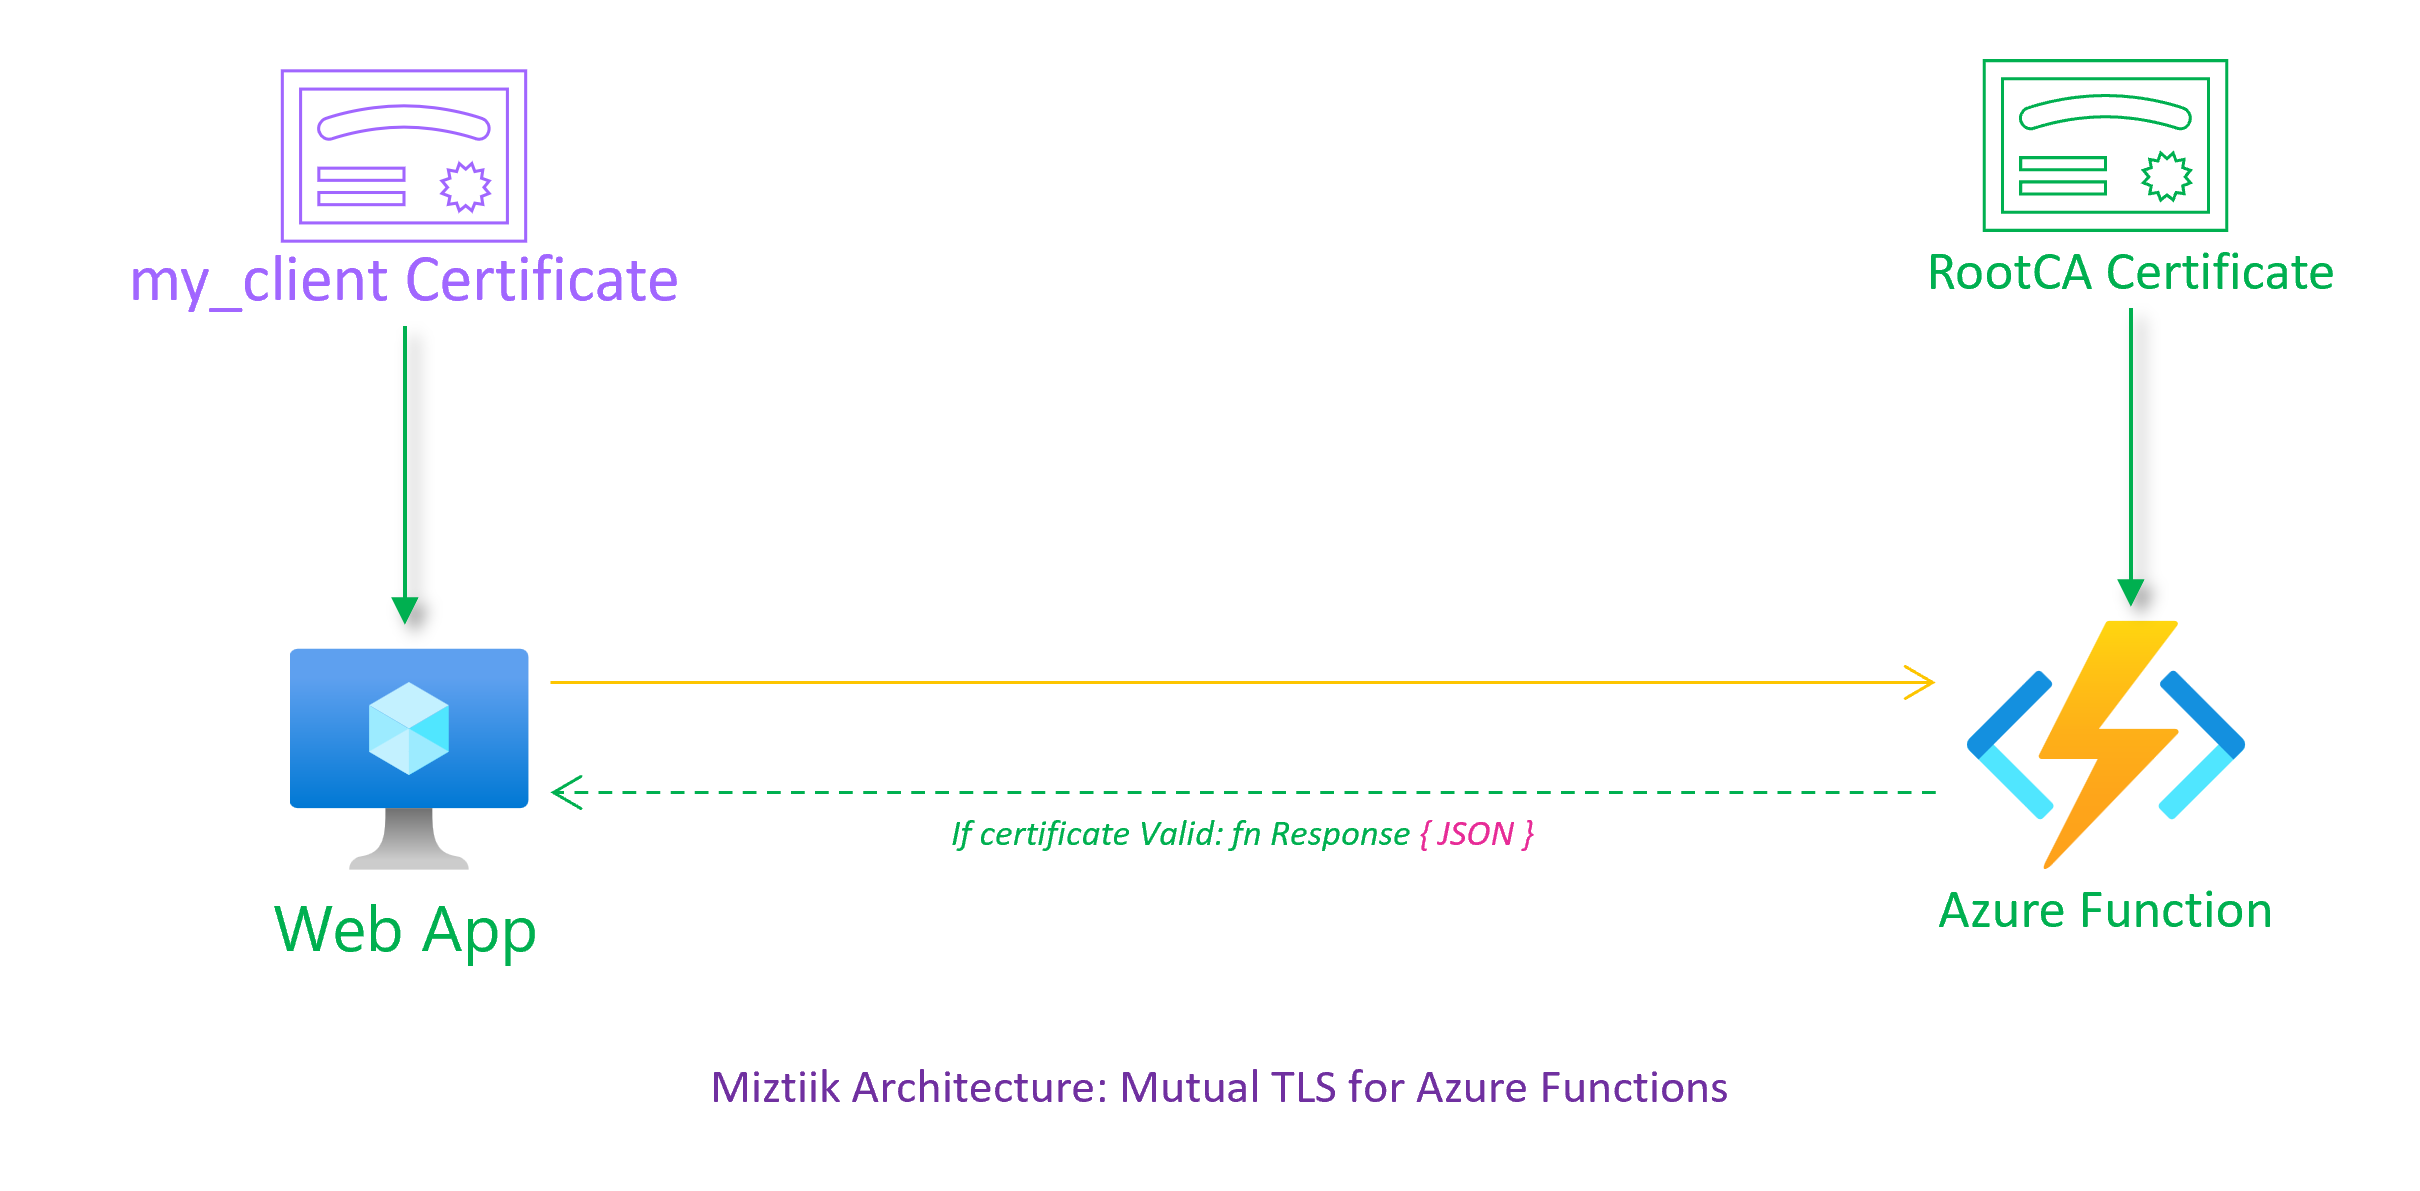 my_client Certificate
RootCA Certificate
If certificate Valid: fn Response { JSON }
Web App
Azure Function
Miztiik Architecture: Mutual TLS for Azure Functions